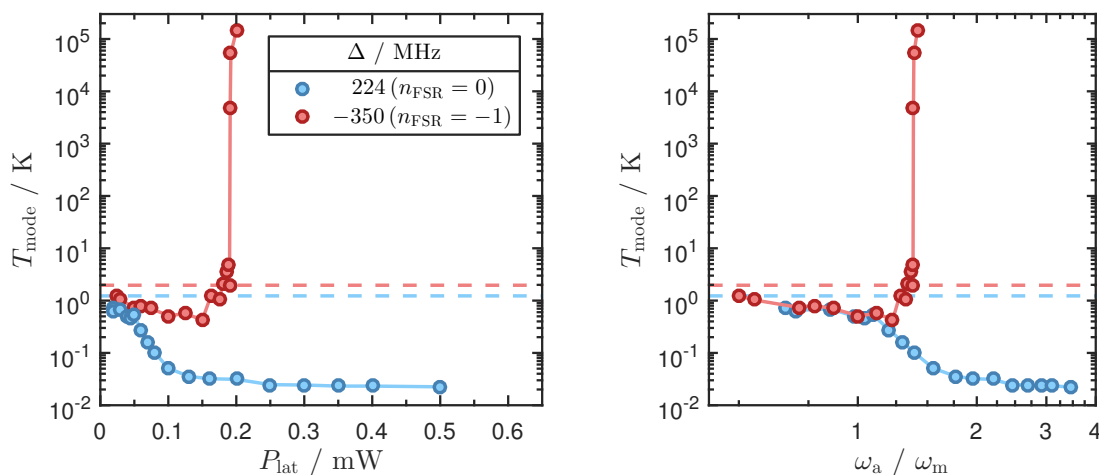 10^5
10^4
10^3
10^2
10^1
10^0
10^-1
10^-2
T_mode / K
0 0.1 0.2 0.3 0.4 0.5 0.6
P_lat / mW
Δ / MHz
224 (n_FSR = 0)
−350 (n_FSR = −1)
10^5
10^4
10^3
10^2
10^1
10^0
10^-1
10^-2
T_mode / K
1 2 3 4
ω_a / ω_m